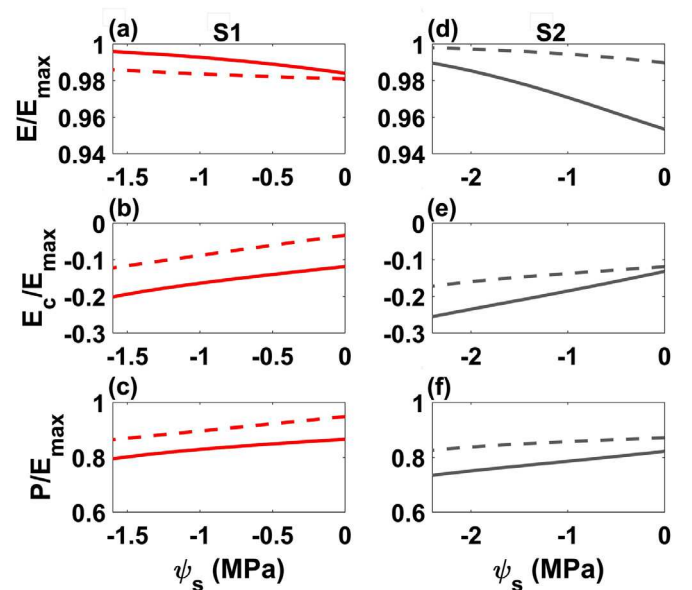 (a) S1 (d) S2
1 1
0.98 0.98
0.96 0.96
0.94 0.94
E/E_max
-1.5 -1 -0.5 0 -2 -1 0
(b) (e)
0 0
-0.1 -0.1
-0.2 -0.2
-0.3 -0.3
E_c/E_max
-1.5 -1 -0.5 0 -2 -1 0
(c) (f)
1 1
0.8 0.8
0.6 0.6
P/E_max
-1.5 -1 -0.5 0 -2 -1 0
ψ_s (MPa) ψ_s (MPa)